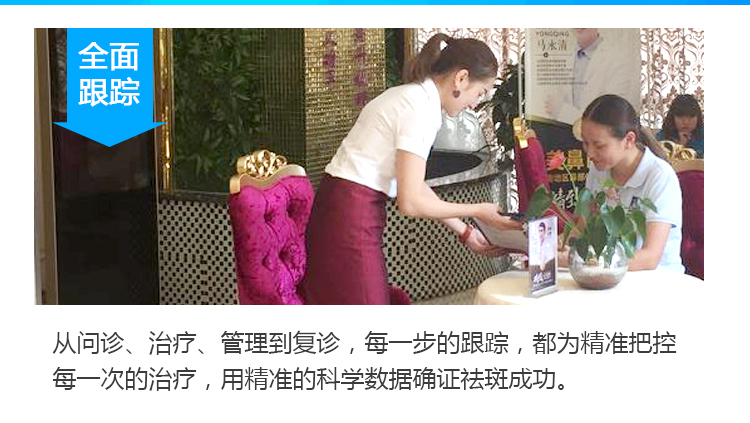 全面
跟踪
YONGQING
马永清
从问诊、治疗、管理到复诊，每一步的跟踪，都为精准把控
每一次的治疗，用精准的科学数据确证祛斑成功。